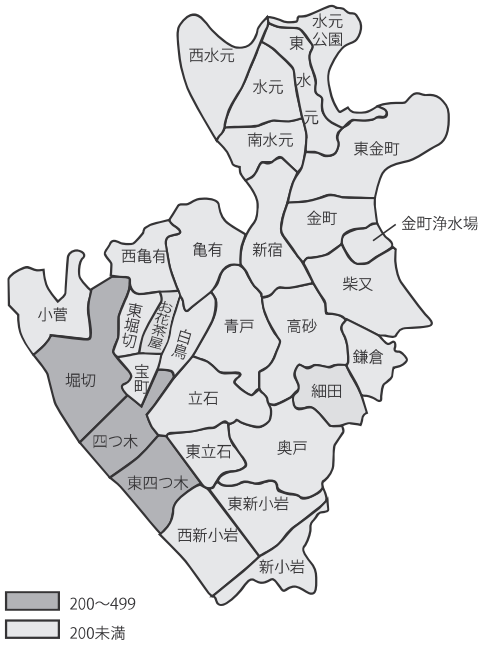 水元
公園
西水元
東
水
元
水元
南水元
東金町
金町
金町浄水場
新宿
亀有
西亀有
柴又
小菅
東堀切
お花茶屋
白鳥
青戸
高砂
鎌倉
堀切
宝町
細田
立石
四つ木
東立石
奥戸
東四つ木
東新小岩
西新小岩
新小岩
200～499
200未満